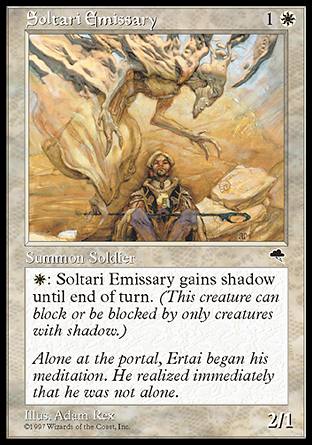 Soltari Emissary 1
Summon Soldier
: Soltari Emissary gains shadow
until end of turn. (This creature can
block or be blocked by only creatures
with shadow.)
Alone at the portal, Ertai began his
meditation. He realized immediately
that he was not alone.
Illus. Adam Rex
©1997 Wizards of the Coast, Inc. 2/1